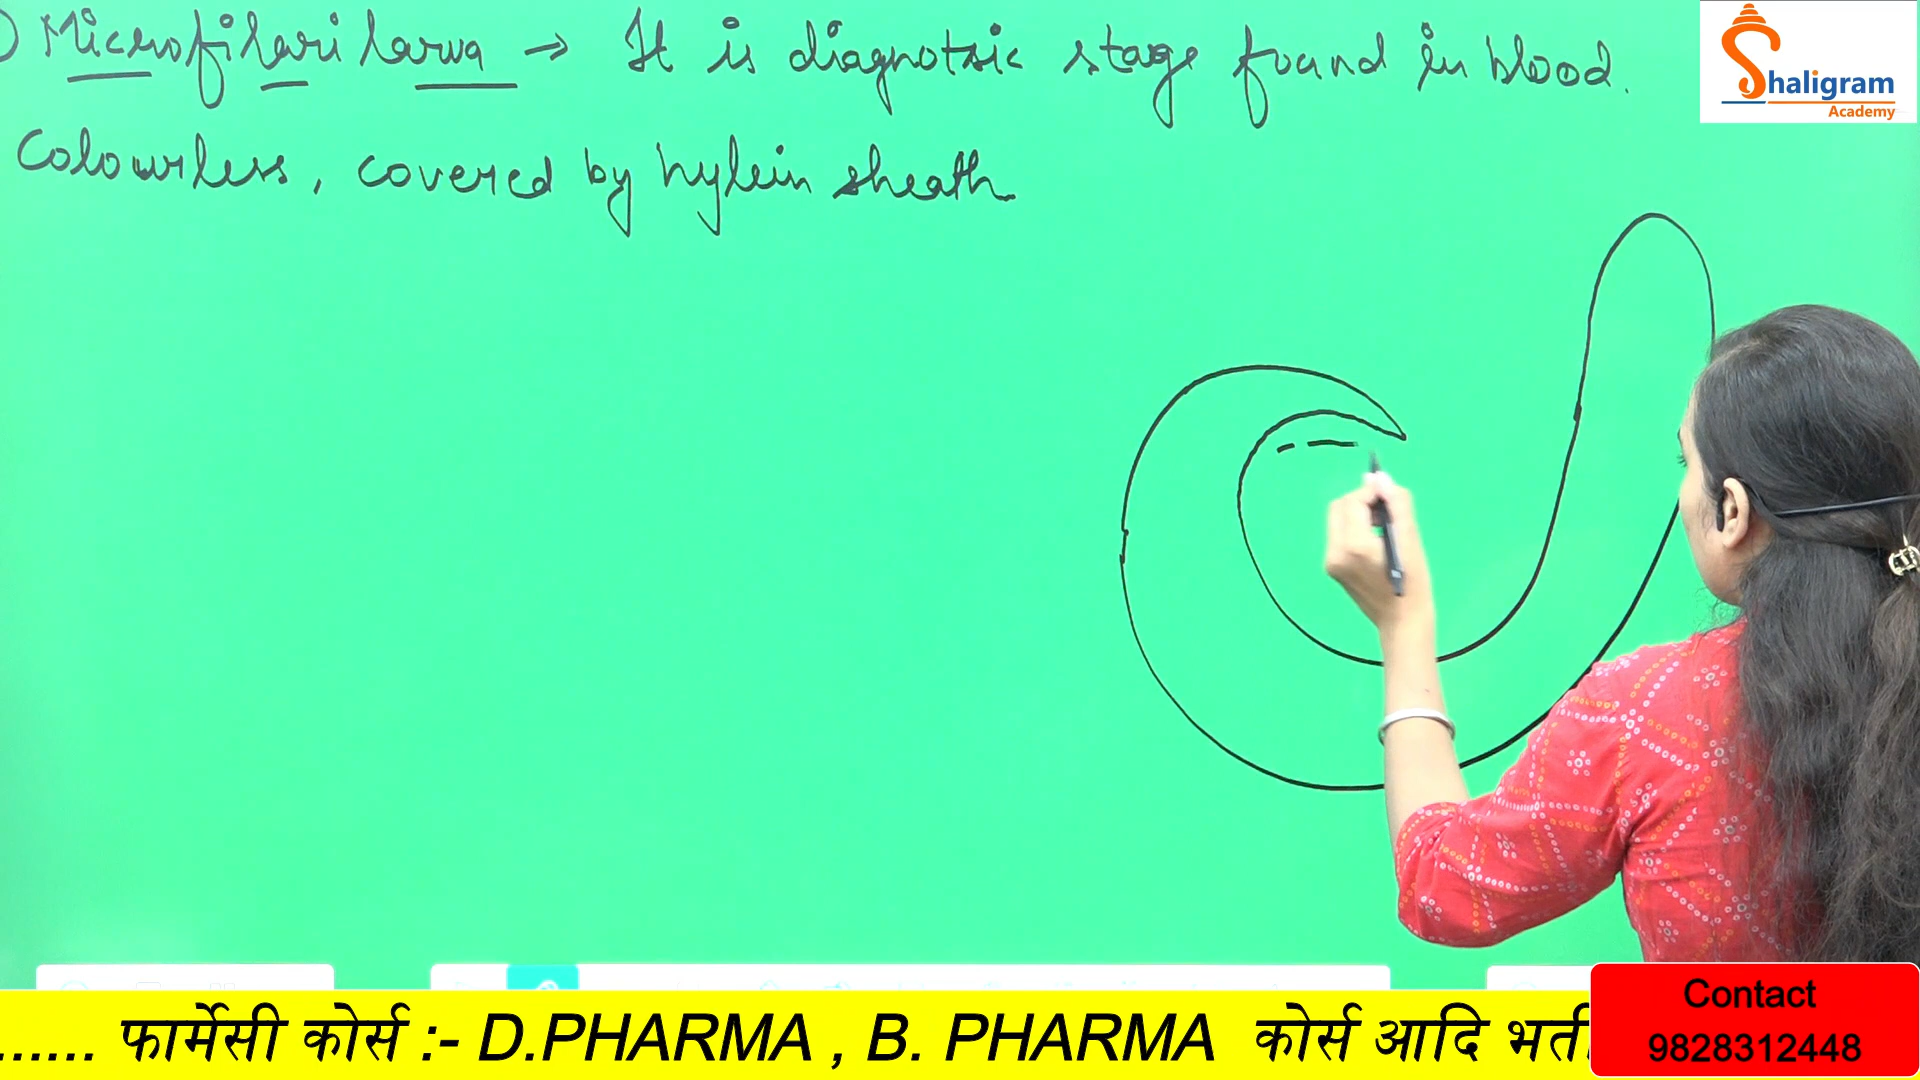 ) Microfilari larva → It is diagnotsic stage found in blood.
Colourless, covered by hylein sheath
Shaligram
Academy
...... फार्मेसी कोर्स :- D.PHARMA , B. PHARMA कोर्स आदि भर्ती
Contact
9828312448